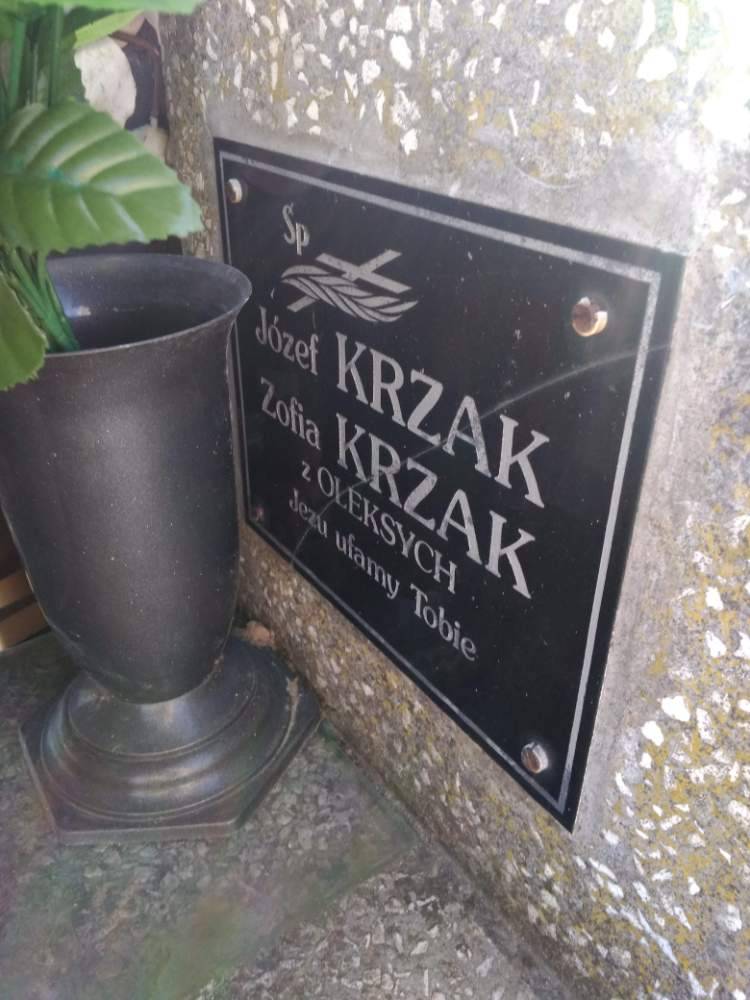 Śp
Józef KRZAK
Zofia KRZAK
z OLEKSYCH
Jezu ufamy Tobie